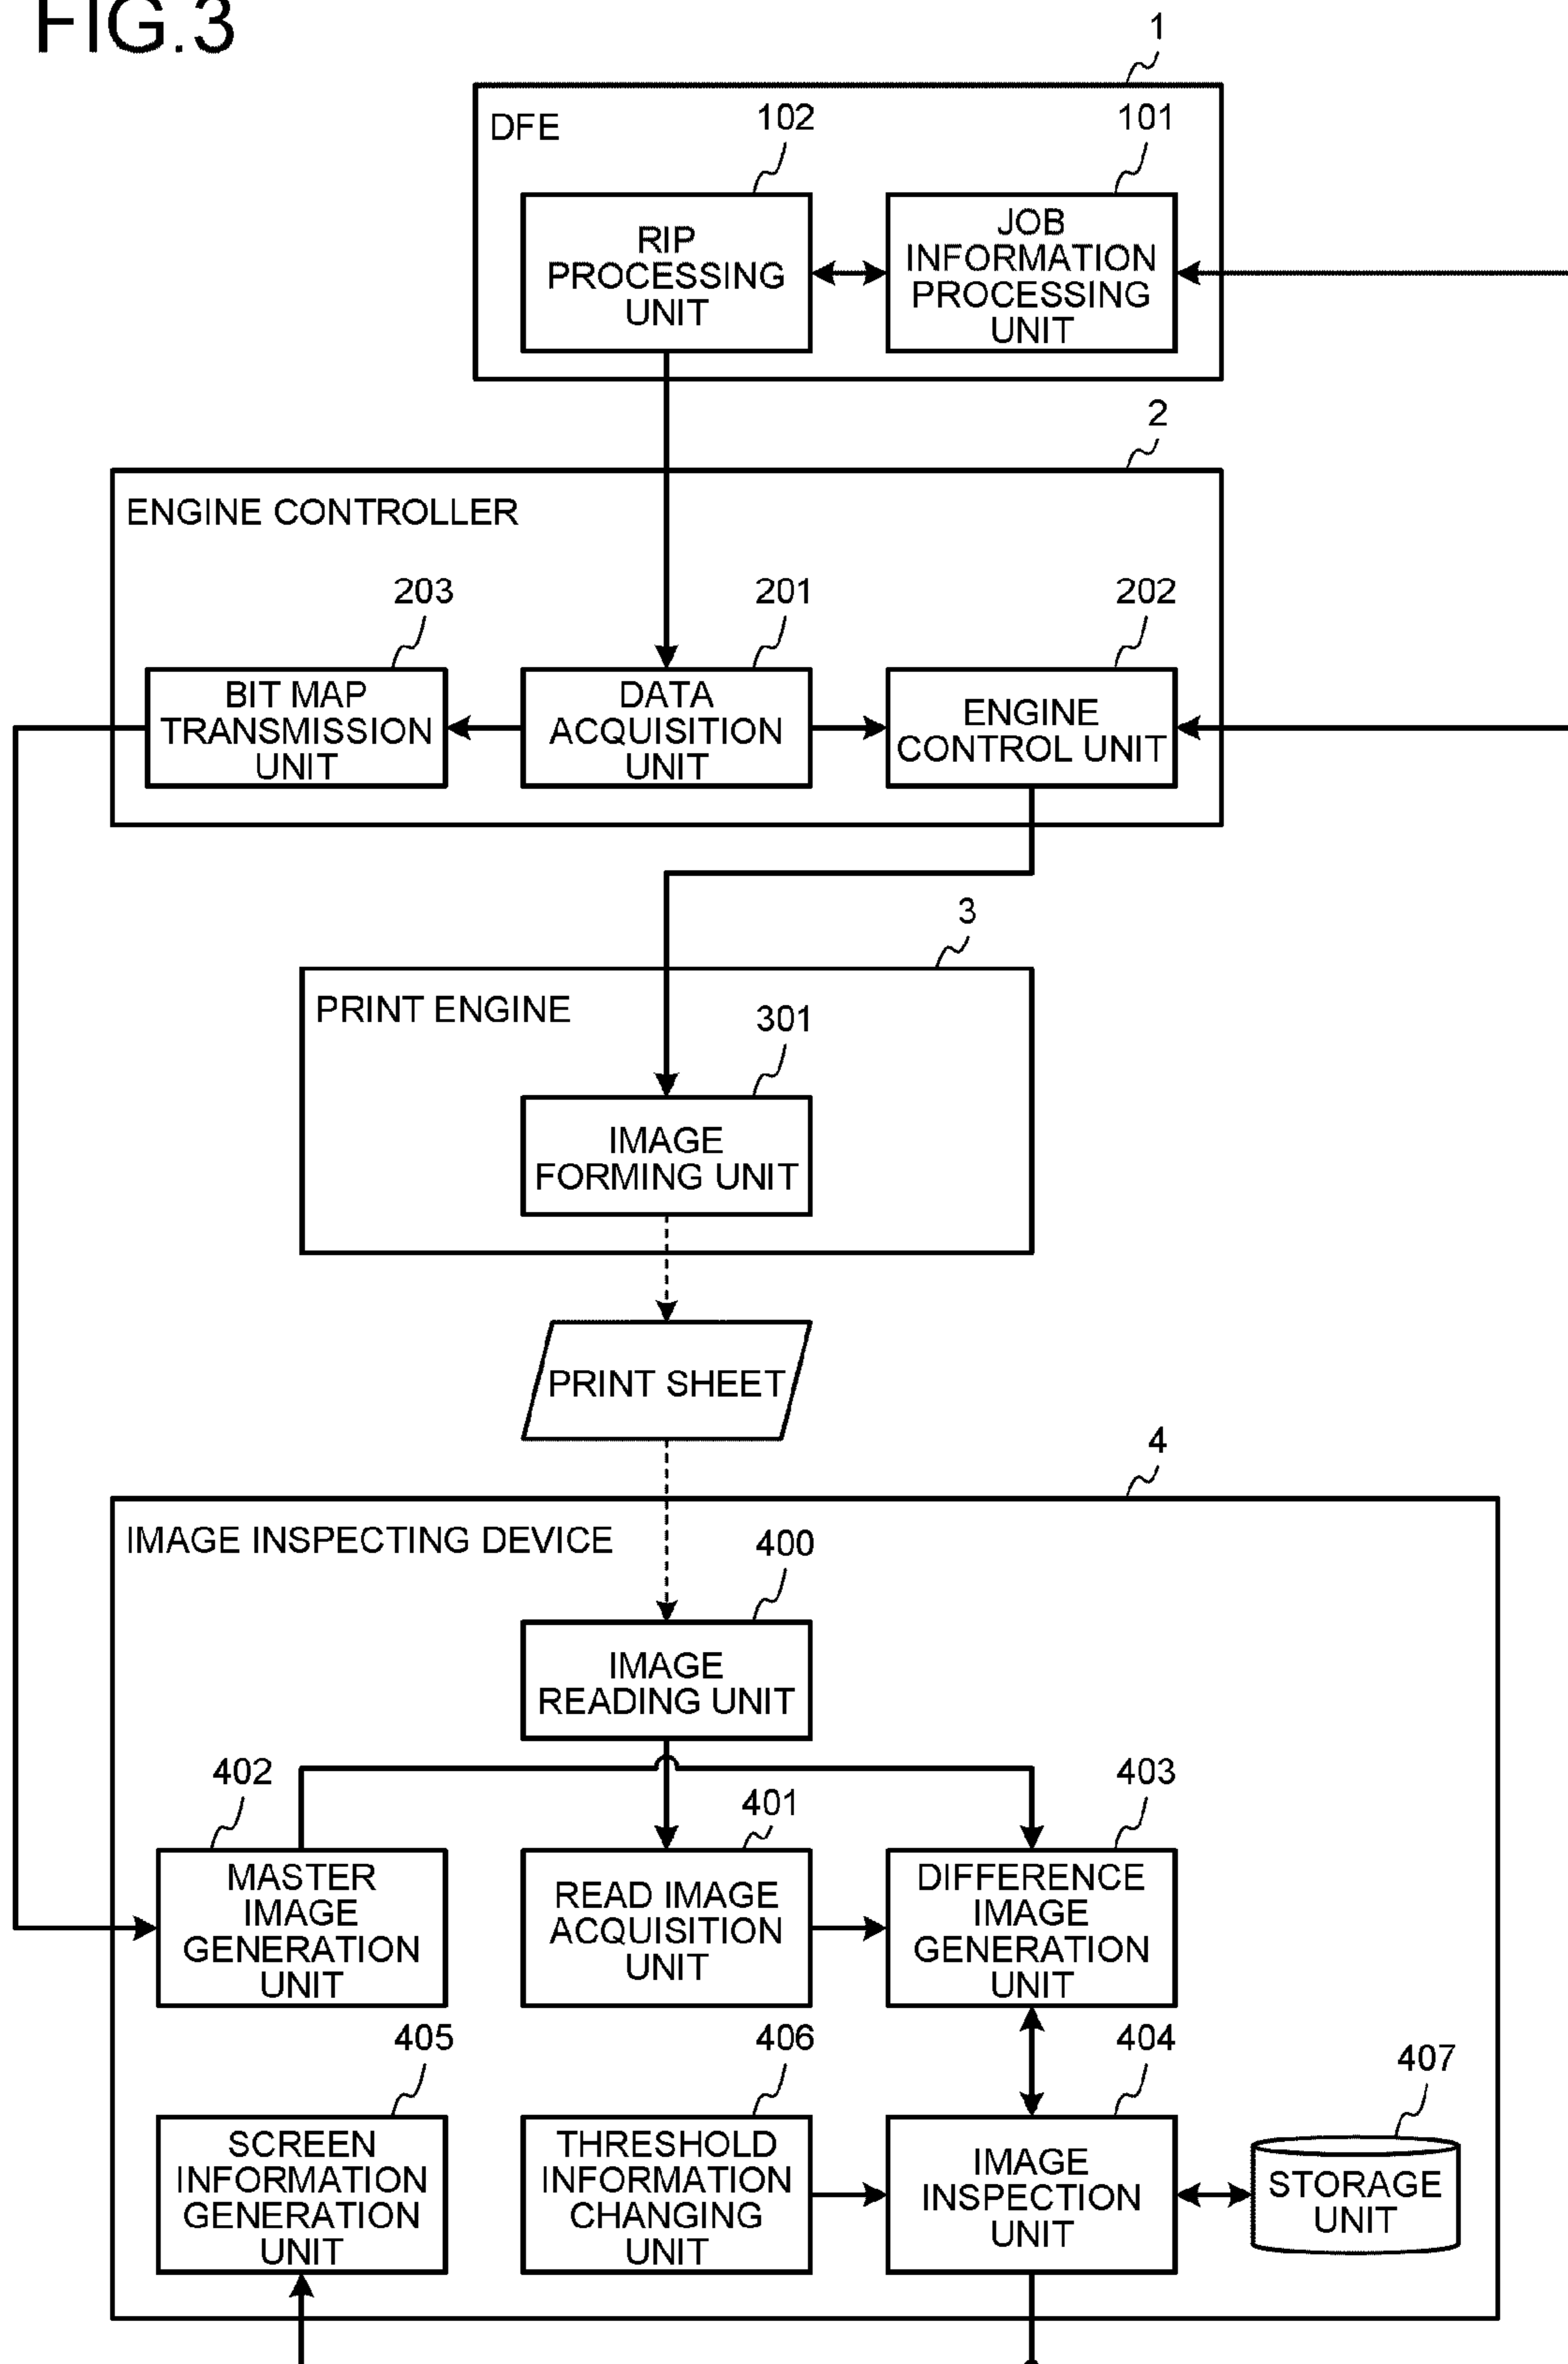 FIG.3
1
DFE
102
101
RIP
PROCESSING
UNIT
JOB
INFORMATION
PROCESSING
UNIT
2
ENGINE CONTROLLER
203
201
202
BIT MAP
TRANSMISSION
UNIT
DATA
ACQUISITION
UNIT
ENGINE
CONTROL UNIT
3
PRINT ENGINE
301
IMAGE
FORMING UNIT
PRINT SHEET
4
IMAGE INSPECTING DEVICE
400
IMAGE
READING UNIT
402
401
403
MASTER
IMAGE
GENERATION
UNIT
READ IMAGE
ACQUISITION
UNIT
DIFFERENCE
IMAGE
GENERATION
UNIT
405
406
404
407
SCREEN
INFORMATION
GENERATION
UNIT
THRESHOLD
INFORMATION
CHANGING
UNIT
IMAGE
INSPECTION
UNIT
STORAGE
UNIT